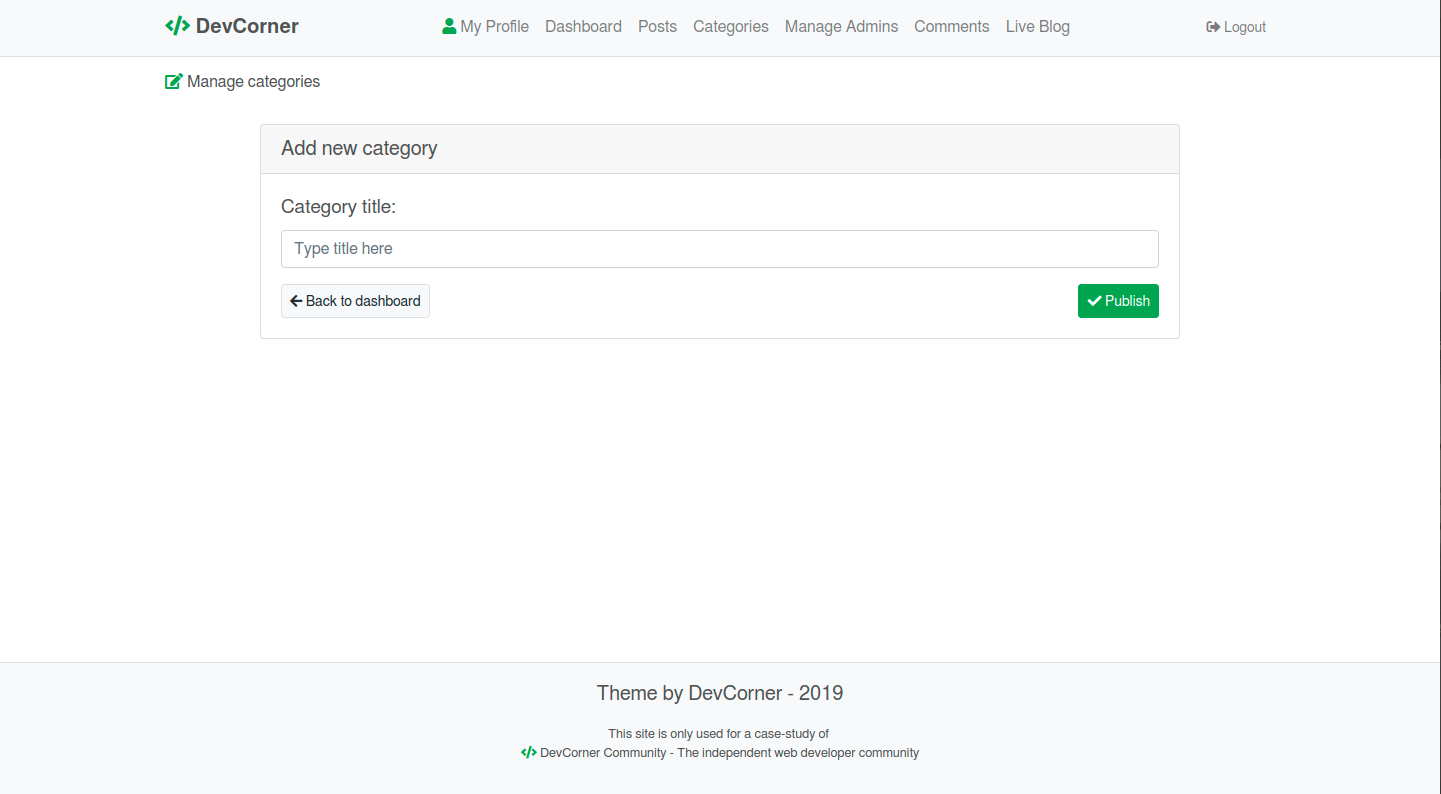 DevCorner My Profile Dashboard Posts Categories Manage Admins Comments Live Blog Logout
Manage categories
Add new category
Category title:
Type title here
Back to dashboard Publish
Theme by DevCorner - 2019
This site is only used for a case-study of
DevCorner Community - The independent web developer community